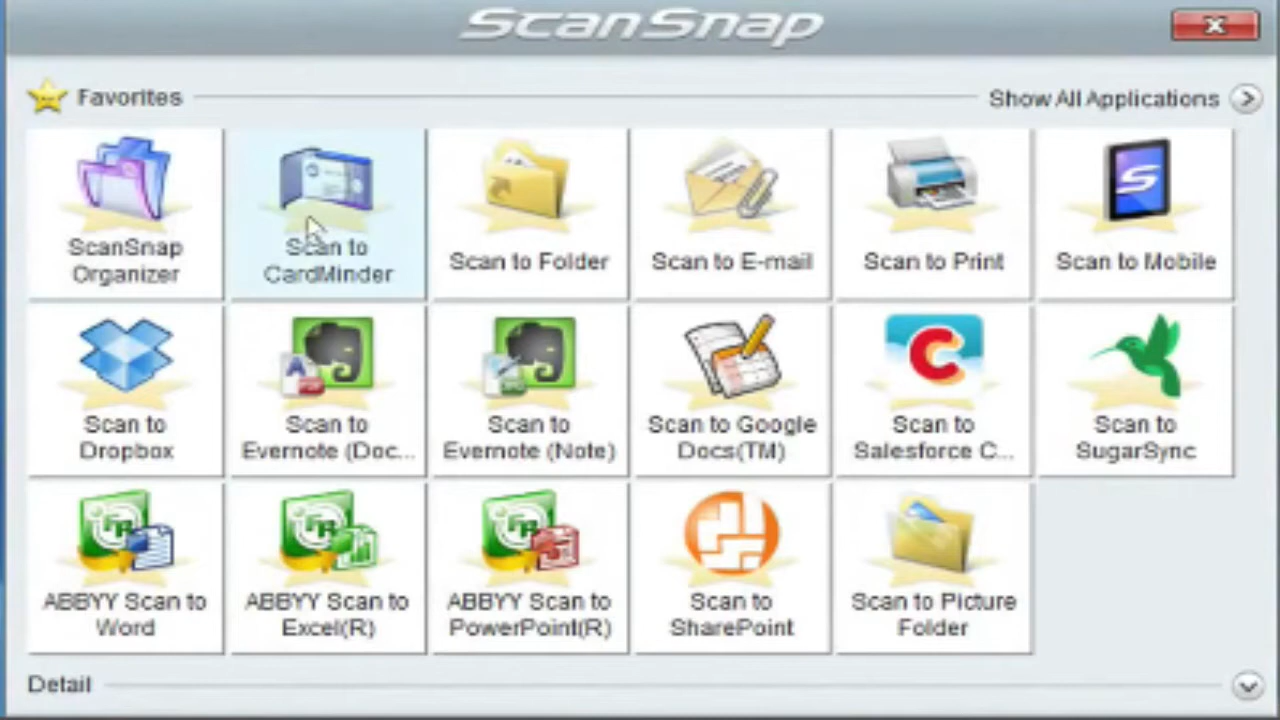 ScanSnap
Favorites
Show All Applications
ScanSnap
Organizer
Scan to
CardMinder
Scan to Folder
Scan to E-mail
Scan to Print
Scan to Mobile
Scan to
Dropbox
Scan to
Evernote (Doc...
Scan to
Evernote (Note)
Scan to Google
Docs(TM)
Scan to
Salesforce C...
Scan to
SugarSync
ABBYY Scan to
Word
ABBYY Scan to
Excel(R)
ABBYY Scan to
PowerPoint(R)
Scan to
SharePoint
Scan to Picture
Folder
Detail